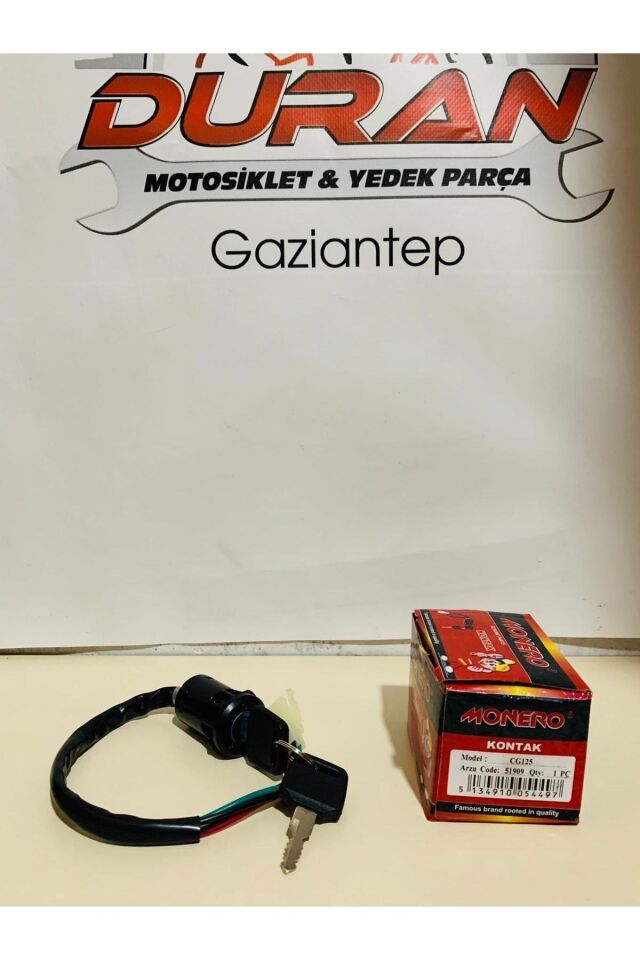 DURAN
MOTOSİKLET & YEDEK PARÇA
Gaziantep
MONERO
MONERO
KONTAK
Model : CG125
Arzu Code: 51909 Qty: 1 PC
5 134910 054497
Famous brand rooted in quality